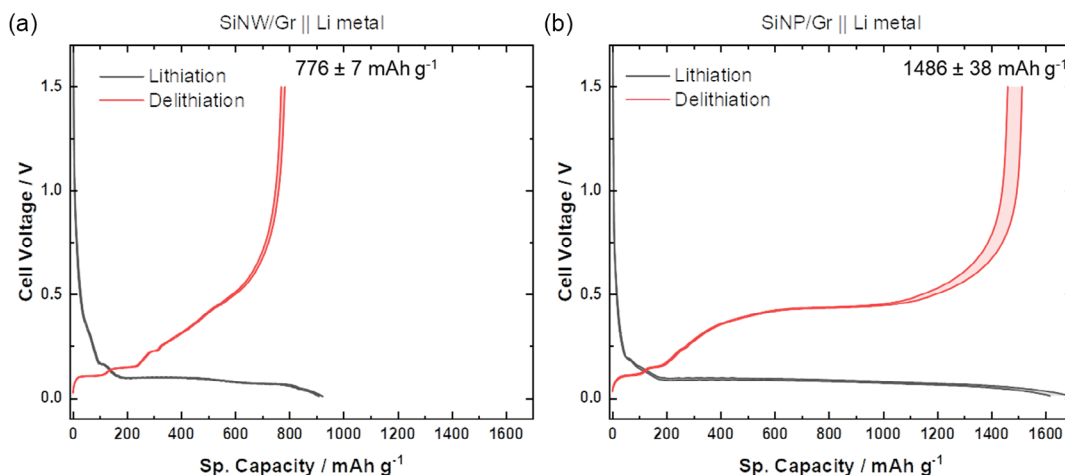 (a)
SiNW/Gr || Li metal
776 ± 7 mAh g-1
Lithiation
Delithiation
1.5
1.0
0.5
0.0
Cell Voltage / V
0 200 400 600 800 1000 1200 1400 1600
Sp. Capacity / mAh g-1
(b)
SiNP/Gr || Li metal
1486 ± 38 mAh g-1
Lithiation
Delithiation
1.5
1.0
0.5
0.0
Cell Voltage / V
0 200 400 600 800 1000 1200 1400 1600
Sp. Capacity / mAh g-1